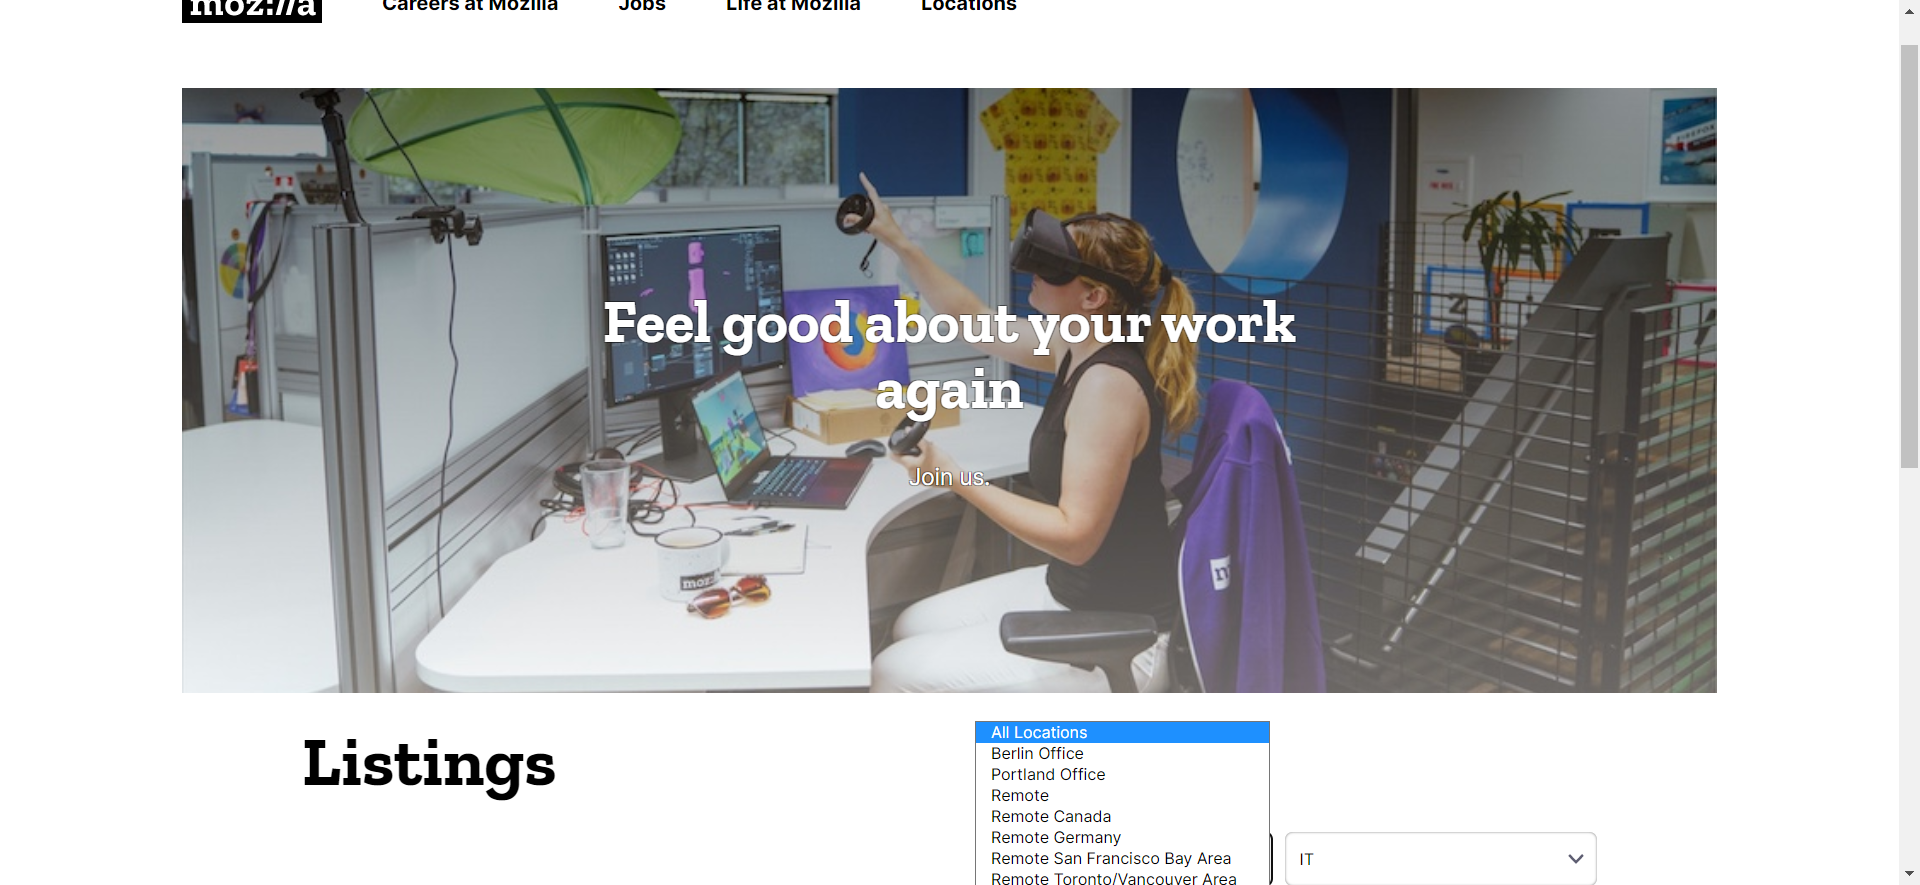 moz://a
Careers at Mozilla
Jobs
Life at Mozilla
Locations
Feel good about your work
again
Join us.
Listings
All Locations
Berlin Office
Portland Office
Remote
Remote Canada
Remote Germany
Remote San Francisco Bay Area
Remote Toronto/Vancouver Area
IT